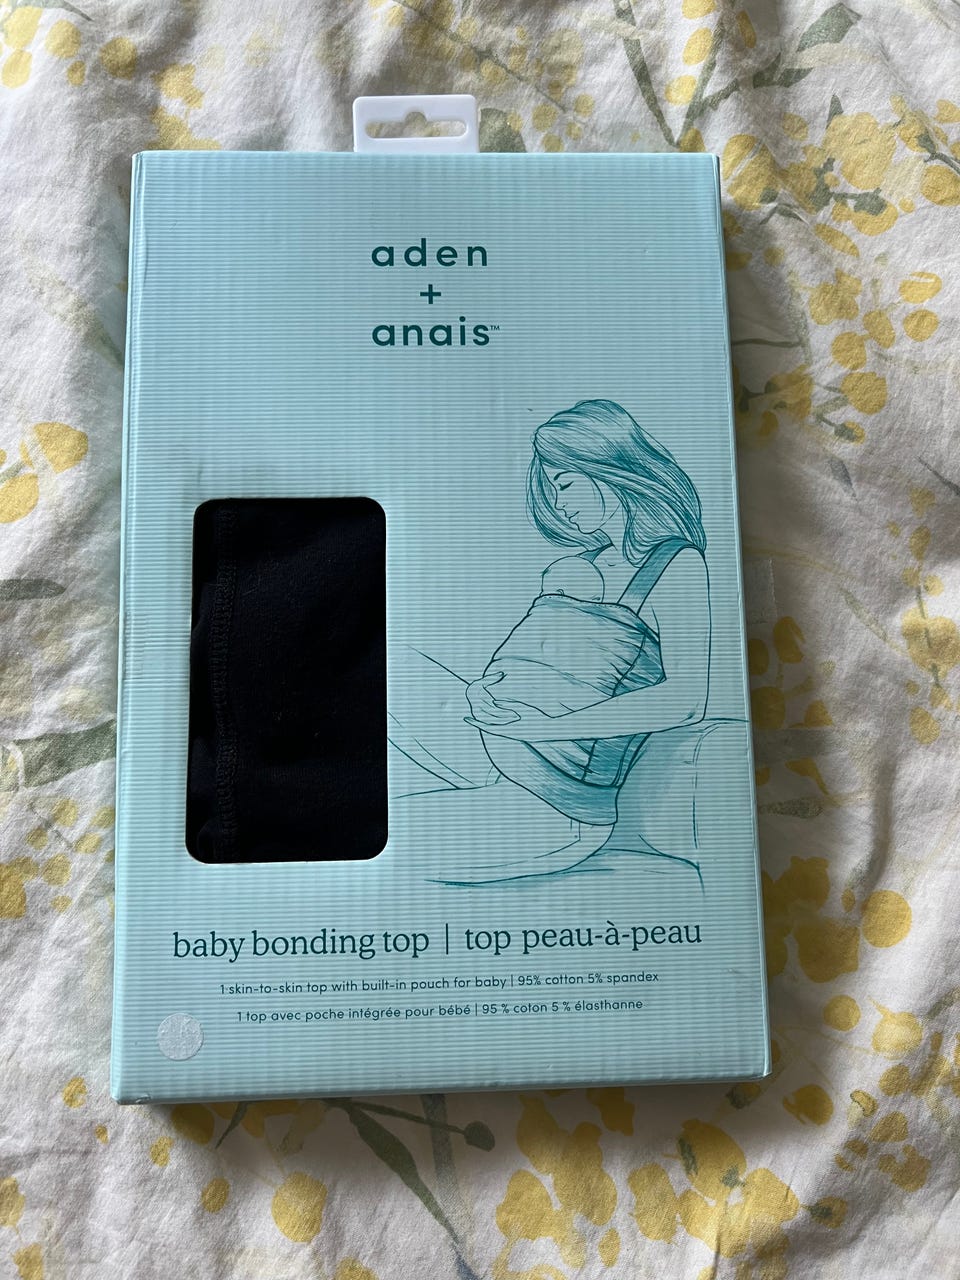 aden
+
anais™
baby bonding top | top peau-à-peau
1 skin-to-skin top with built-in pouch for baby | 95% cotton 5% spandex
1 top avec poche intégrée pour bébé | 95 % coton 5 % élasthanne